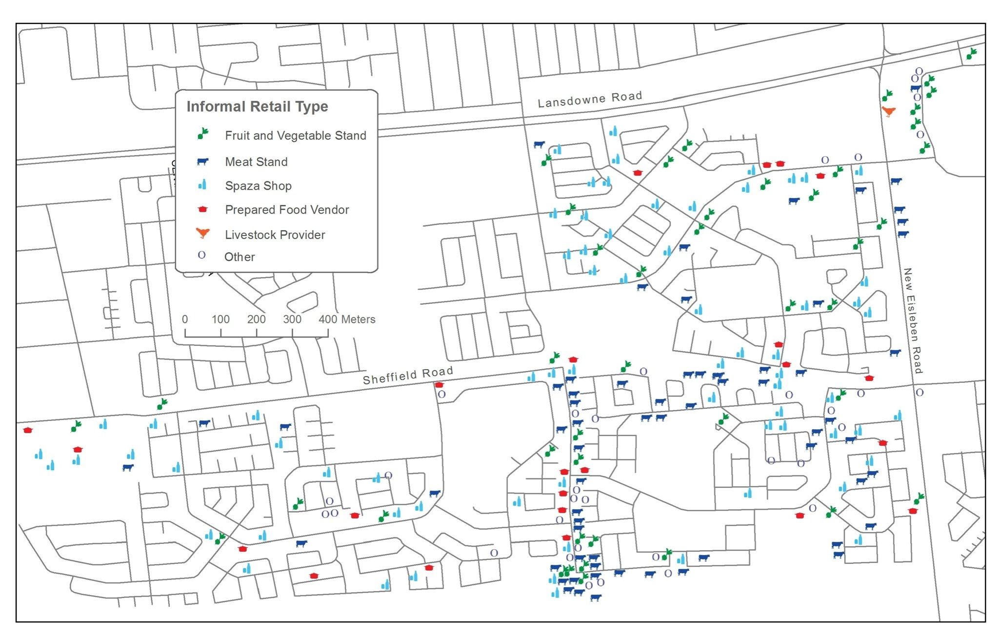 Lansdowne Road
Informal Retail Type
Fruit and Vegetable Stand
Meat Stand
Spaza Shop
Prepared Food Vendor
Livestock Provider
Other
0 100 200 300 400 Meters
New Eisleben Road
Sheffield Road